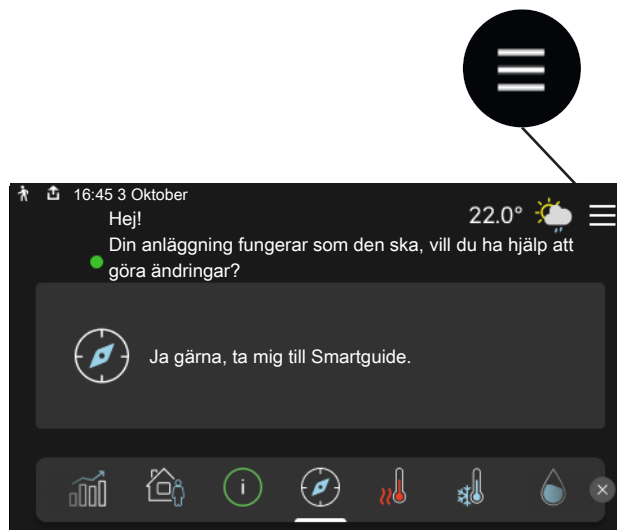 16:45 3 Oktober
22.0°
Hej!
Din anläggning fungerar som den ska, vill du ha hjälp att
göra ändringar?
Ja gärna, ta mig till Smartguide.
i